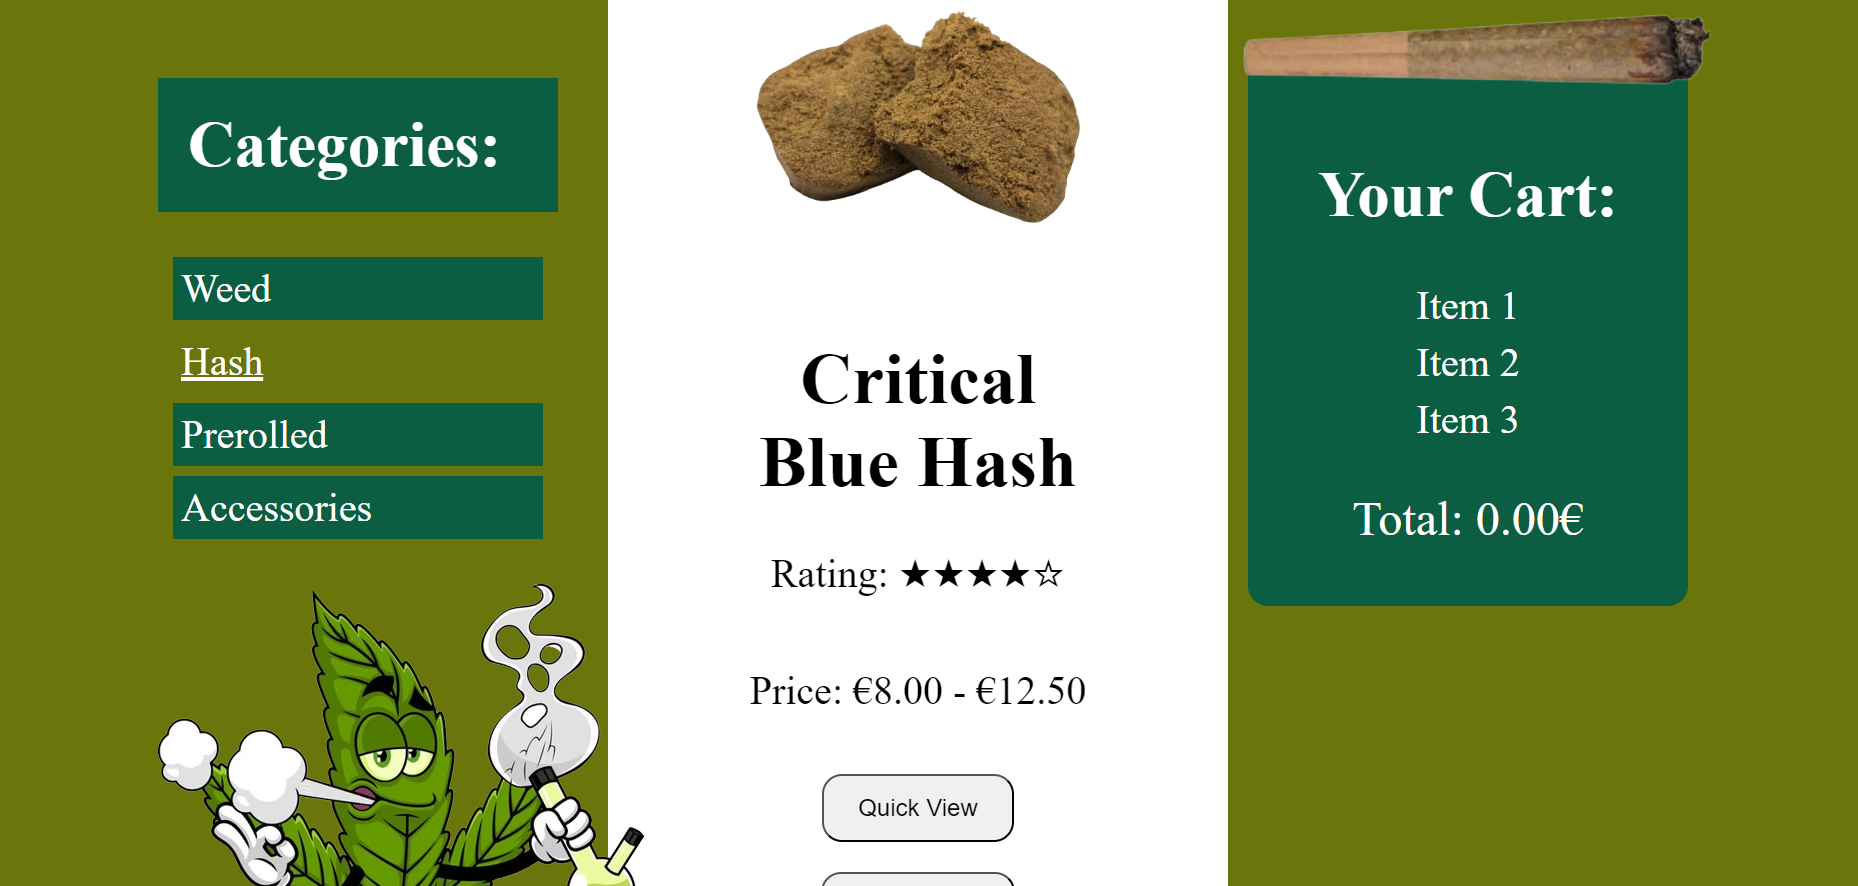 Categories:
Weed
Hash
Prerolled
Accessories
Critical
Blue Hash
Rating: ★★★★☆
Price: €8.00 - €12.50
Quick View
Your Cart:
Item 1
Item 2
Item 3
Total: 0.00€